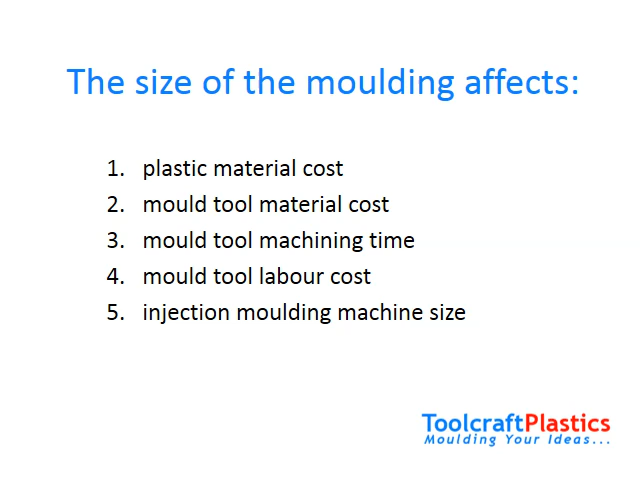 The size of the moulding affects:
1. plastic material cost
2. mould tool material cost
3. mould tool machining time
4. mould tool labour cost
5. injection moulding machine size
ToolcraftPlastics
Moulding Your Ideas...